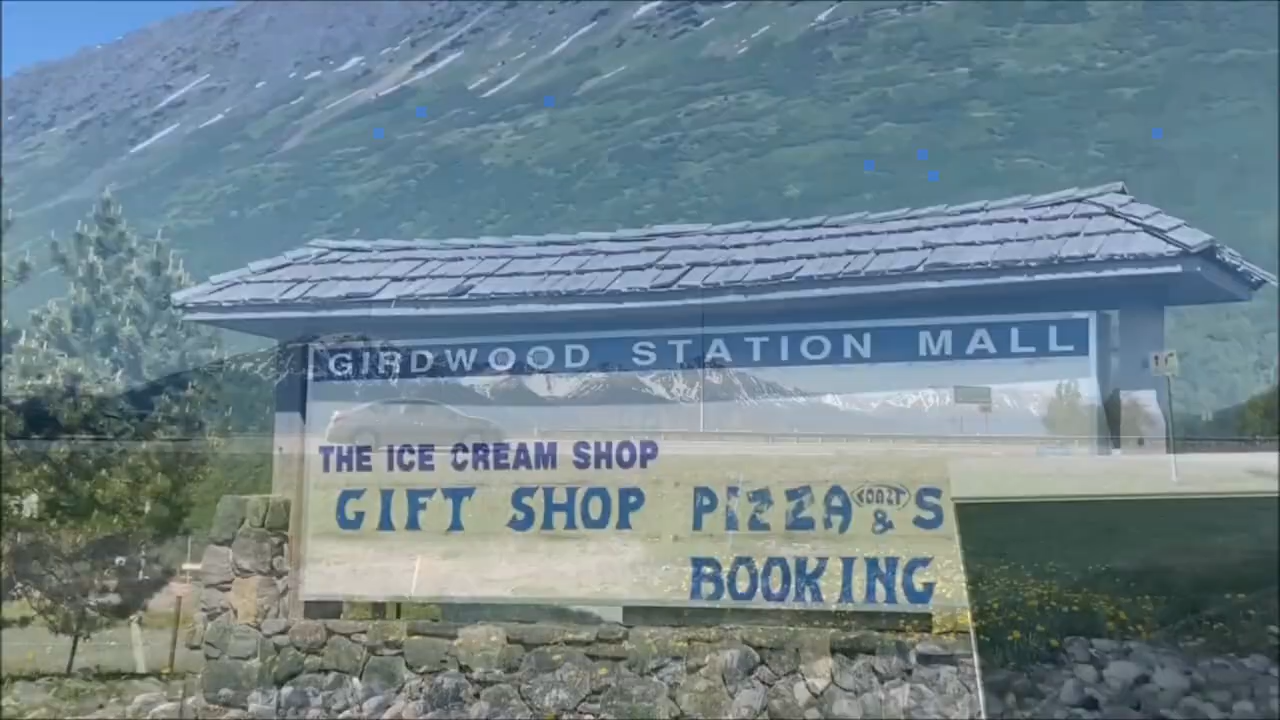 GIRDWOOD STATION MALL
THE ICE CREAM SHOP
GIFT SHOP PIZZA & S
BOOKING